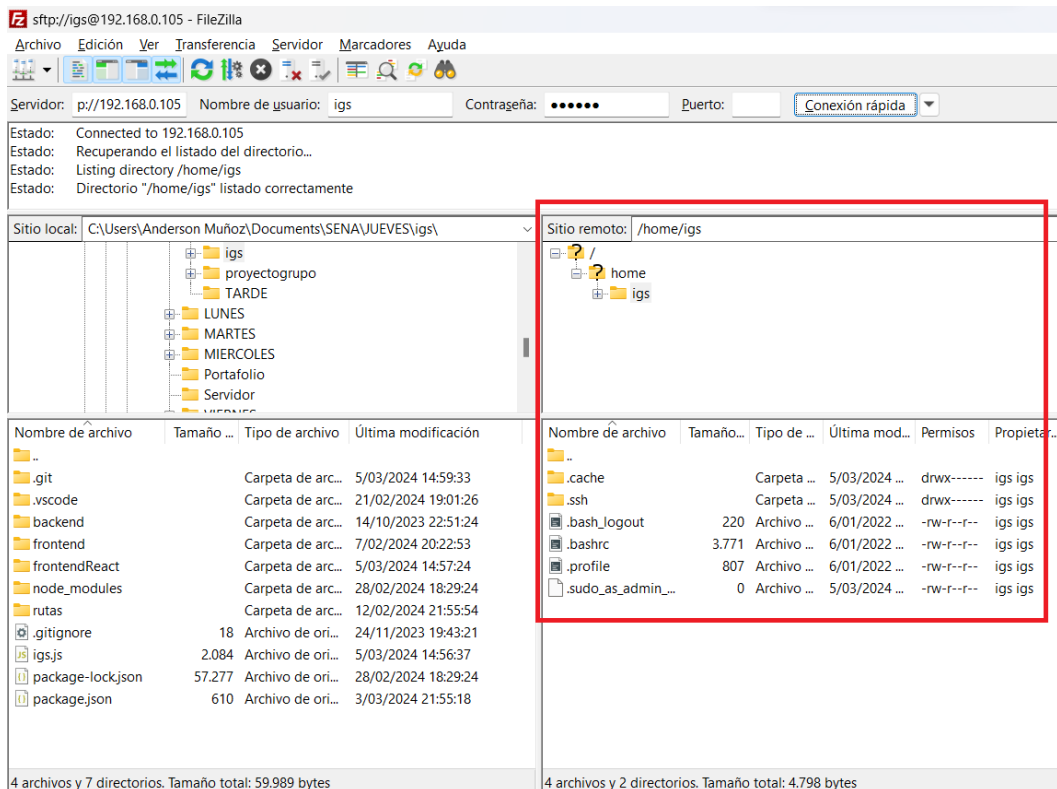 sftp://igs@192.168.0.105 - FileZilla
Archivo Edición Ver Transferencia Servidor Marcadores Ayuda
Servidor: p://192.168.0.105 Nombre de usuario: igs Contraseña: ●●●●●● Puerto: Conexión rápida
Estado: Connected to 192.168.0.105
Estado: Recuperando el listado del directorio...
Estado: Listing directory /home/igs
Estado: Directorio "/home/igs" listado correctamente
Sitio local: C:\Users\Anderson Muñoz\Documents\SENA\JUEVES\igs\
igs
proyectogrupo
TARDE
LUNES
MARTES
MIERCOLES
Portafolio
Servidor
VIERNES
Nombre de archivo Tamaño ... Tipo de archivo Última modificación
..
.git Carpeta de arc... 5/03/2024 14:59:33
.vscode Carpeta de arc... 21/02/2024 19:01:26
backend Carpeta de arc... 14/10/2023 22:51:24
frontend Carpeta de arc... 7/02/2024 20:22:53
frontendReact Carpeta de arc... 5/03/2024 14:57:24
node_modules Carpeta de arc... 28/02/2024 18:29:24
rutas Carpeta de arc... 12/02/2024 21:55:54
.gitignore 18 Archivo de ori... 24/11/2023 19:43:21
igs.js 2.084 Archivo de ori... 5/03/2024 14:56:37
package-lock.json 57.277 Archivo de ori... 28/02/2024 18:29:24
package.json 610 Archivo de ori... 3/03/2024 21:55:18
4 archivos y 7 directorios. Tamaño total: 59.989 bytes
Sitio remoto: /home/igs
/
home
igs
Nombre de archivo Tamaño... Tipo de ... Última mod... Permisos Propietar...
..
.cache Carpeta ... 5/03/2024 ... drwx------ igs igs
.ssh Carpeta ... 5/03/2024 ... drwx------ igs igs
.bash_logout 220 Archivo ... 6/01/2022 ... -rw-r--r-- igs igs
.bashrc 3.771 Archivo ... 6/01/2022 ... -rw-r--r-- igs igs
.profile 807 Archivo ... 6/01/2022 ... -rw-r--r-- igs igs
.sudo_as_admin_... 0 Archivo ... 5/03/2024 ... -rw-r--r-- igs igs
4 archivos y 2 directorios. Tamaño total: 4.798 bytes